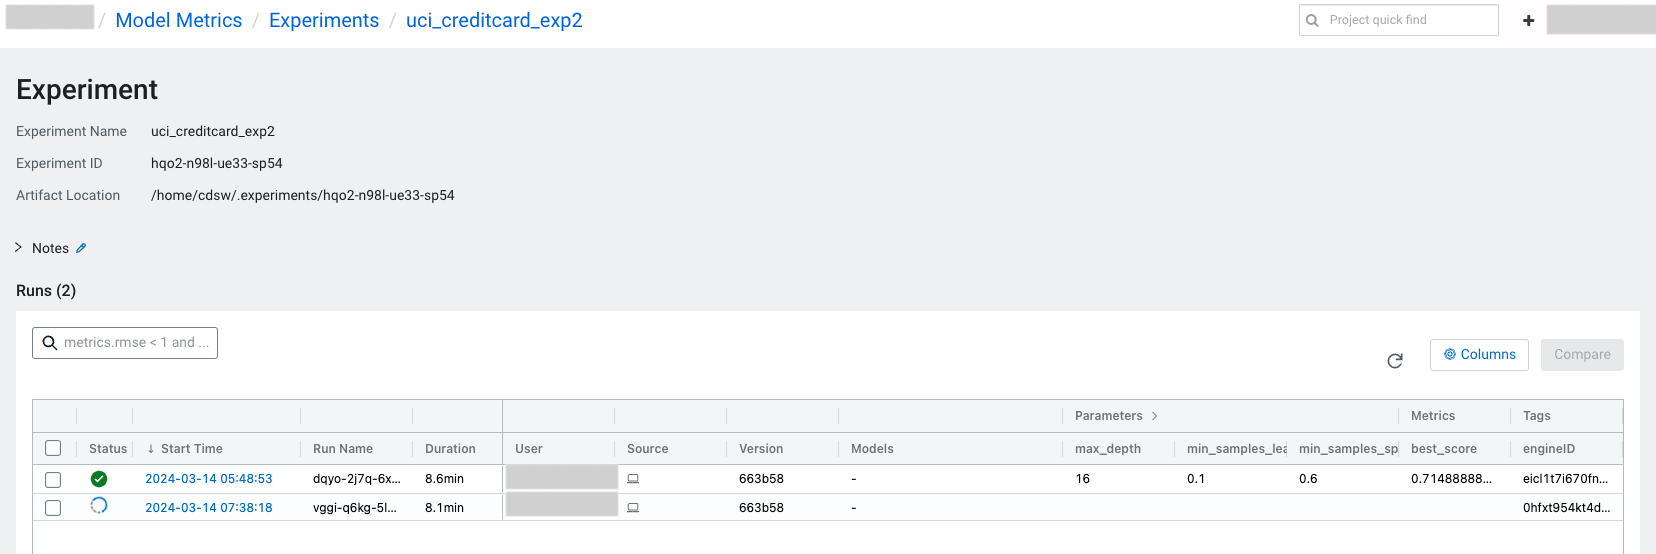 / Model Metrics / Experiments / uci_creditcard_exp2
Project quick find
Experiment
Experiment Name uci_creditcard_exp2
Experiment ID hqo2-n98l-ue33-sp54
Artifact Location /home/cdsw/.experiments/hqo2-n98l-ue33-sp54
Notes
Runs (2)
metrics.rmse < 1 and ...
Columns Compare
Parameters > Metrics Tags
Status ↓ Start Time Run Name Duration User Source Version Models max_depth min_samples_lea min_samples_sp best_score engineID
2024-03-14 05:48:53 dqyo-2j7q-6x... 8.6min 663b58 - 16 0.1 0.6 0.71488888... eicl1t7i670fn...
2024-03-14 07:38:18 vggi-q6kg-5l... 8.1min 663b58 - 0hfxt954kt4d...